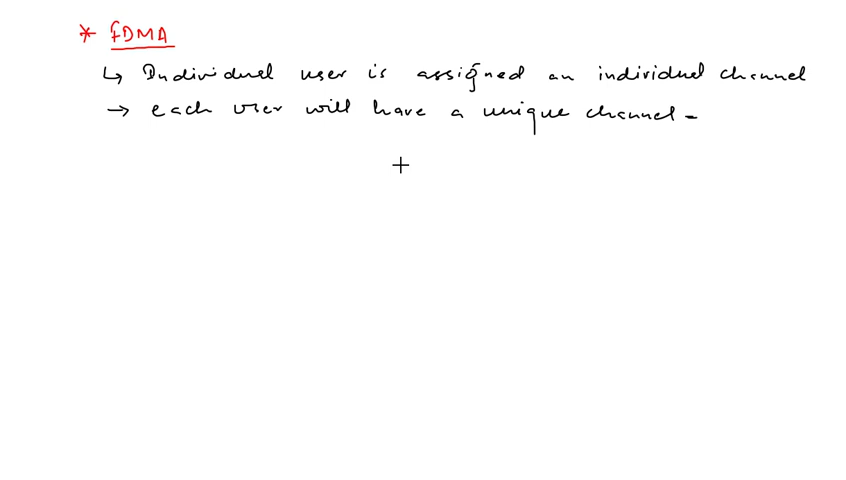 * FDMA
↳ Individual user is assigned an individual channel
→ each user will have a unique channel -